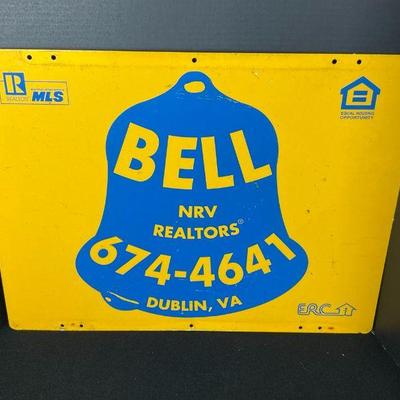 REALTOR
MLS
EQUAL HOUSING
OPPORTUNITY
BELL
NRV
REALTORS®
674-4641
DUBLIN, VA
ERC